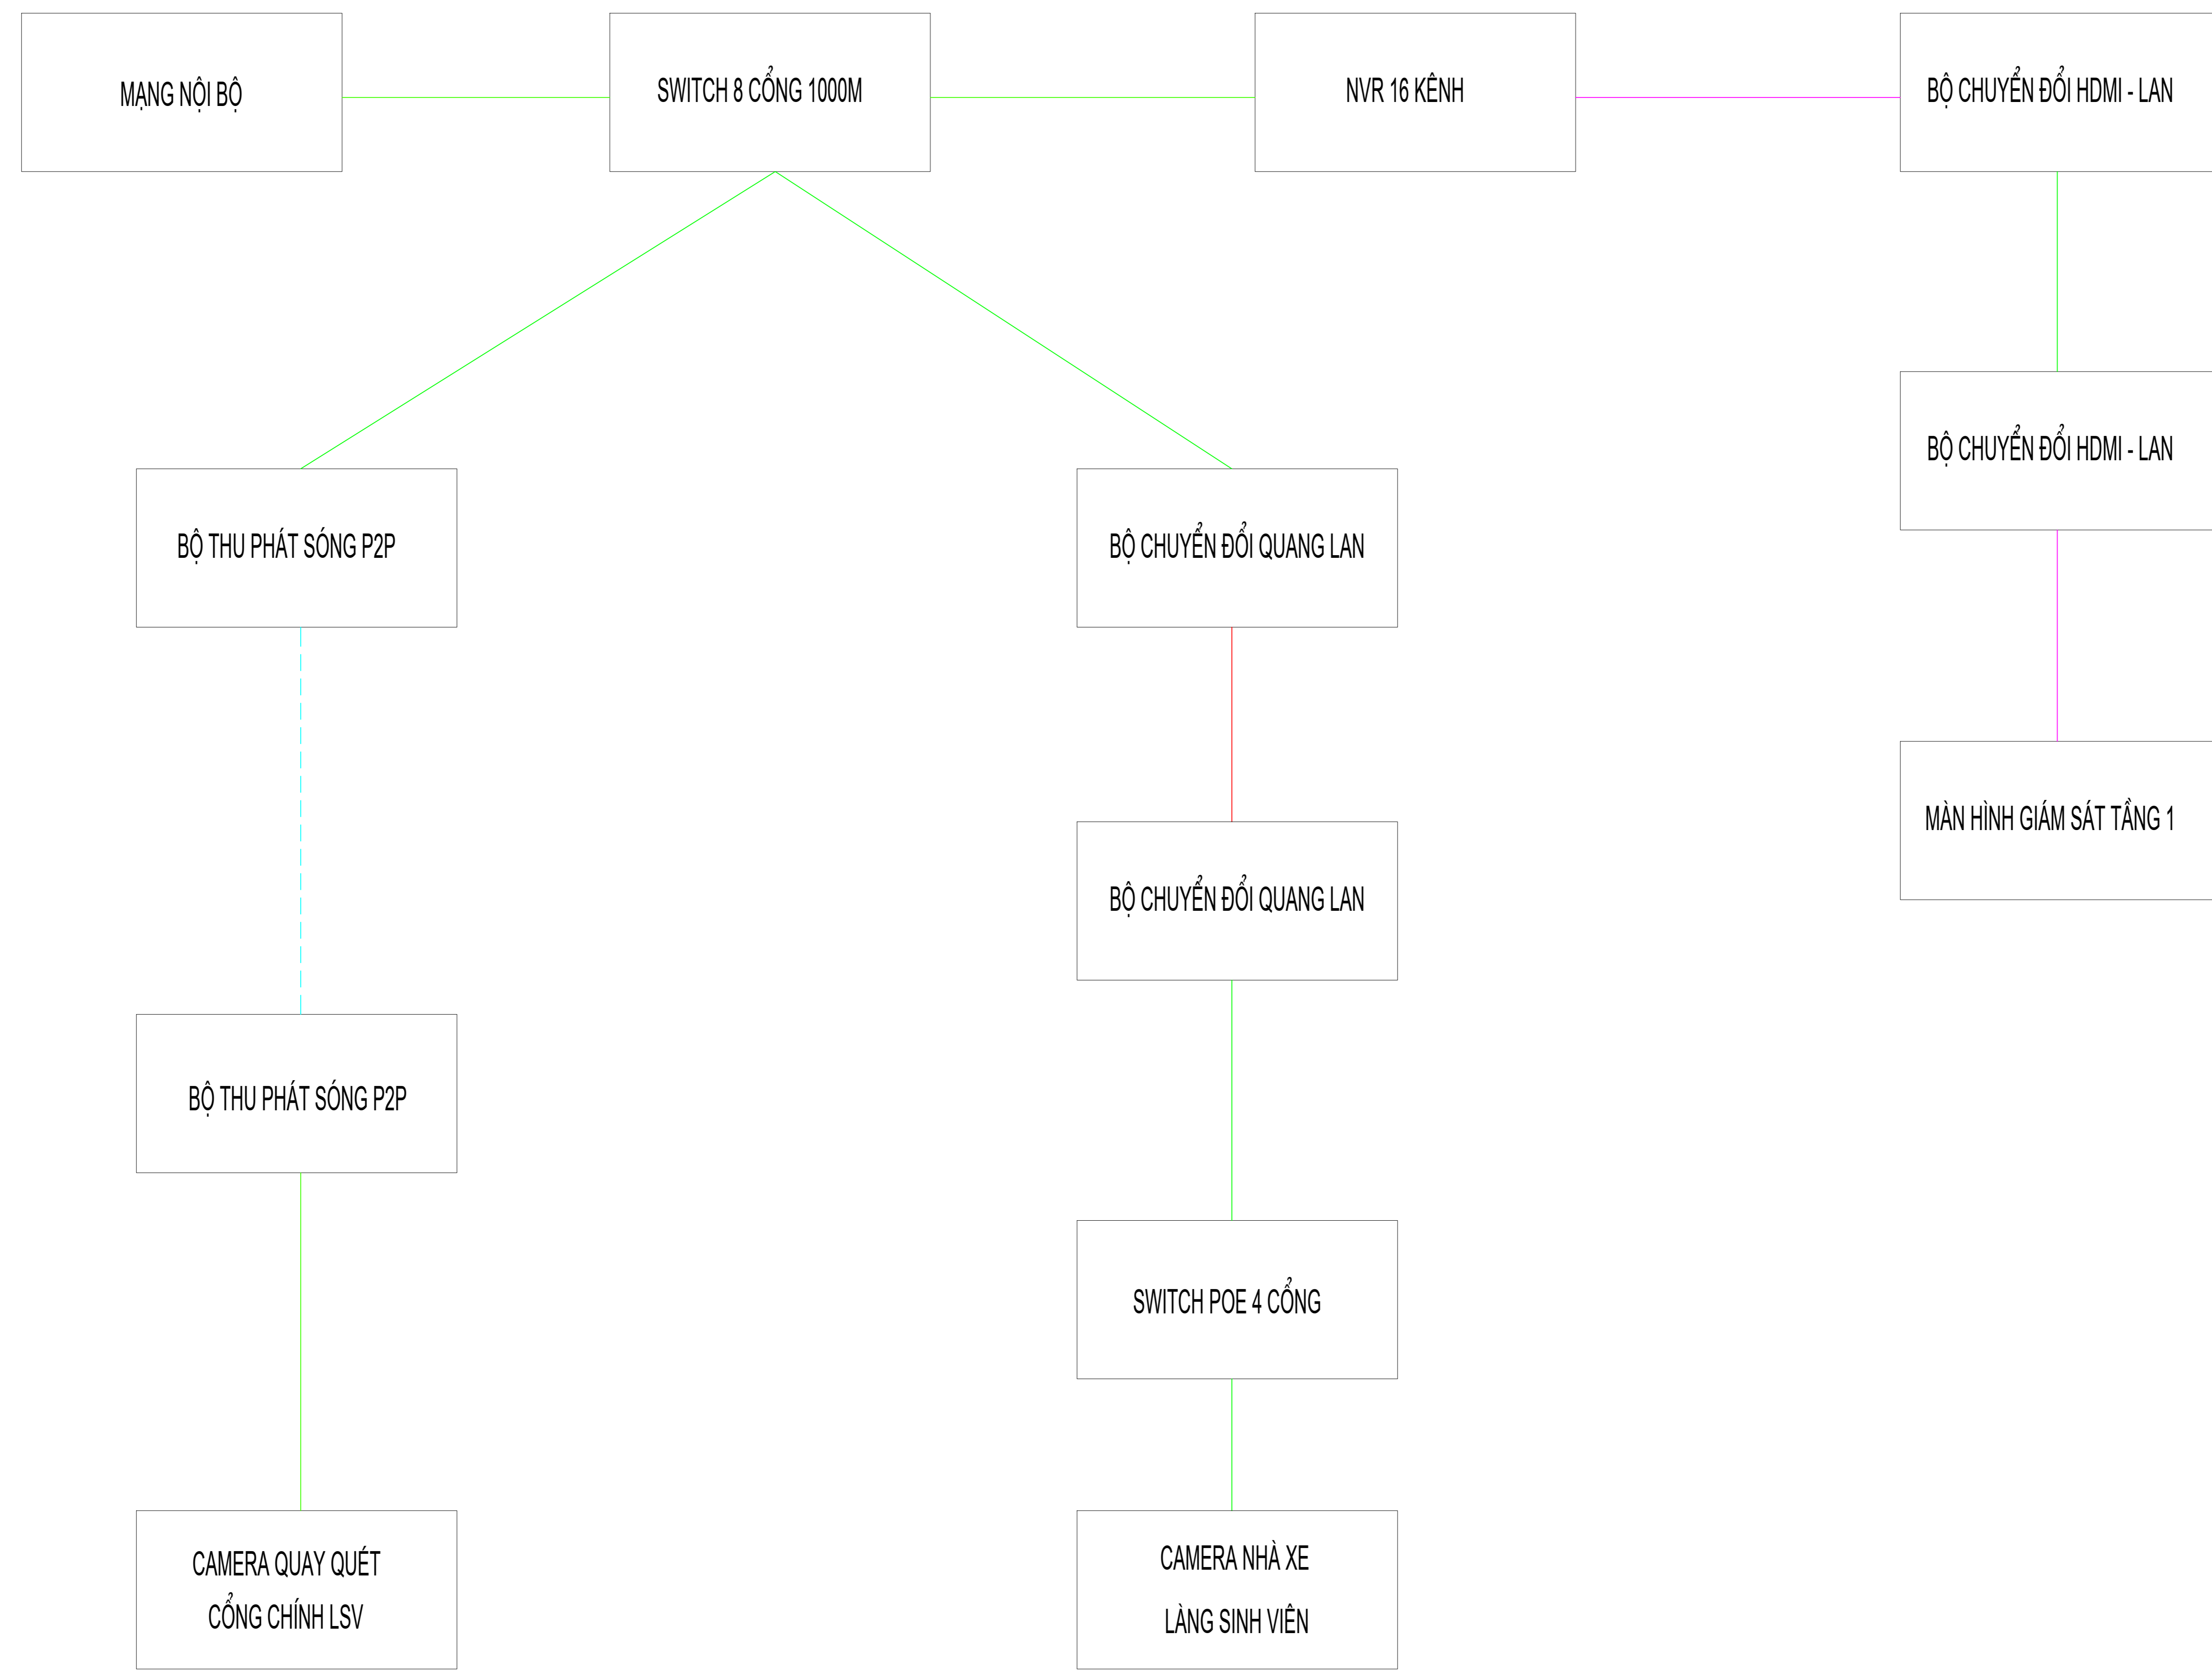 MẠNG NỘI BỘ
SWITCH 8 CỔNG 1000M
NVR 16 KÊNH
BỘ CHUYỂN ĐỔI HDMI - LAN
BỘ CHUYỂN ĐỔI HDMI - LAN
BỘ THU PHÁT SÓNG P2P
BỘ CHUYỂN ĐỔI QUANG LAN
MÀN HÌNH GIÁM SÁT TẦNG 1
BỘ CHUYỂN ĐỔI QUANG LAN
BỘ THU PHÁT SÓNG P2P
SWITCH POE 4 CỔNG
CAMERA QUAY QUÉT
CỔNG CHÍNH LSV
CAMERA NHÀ XE
LÀNG SINH VIÊN